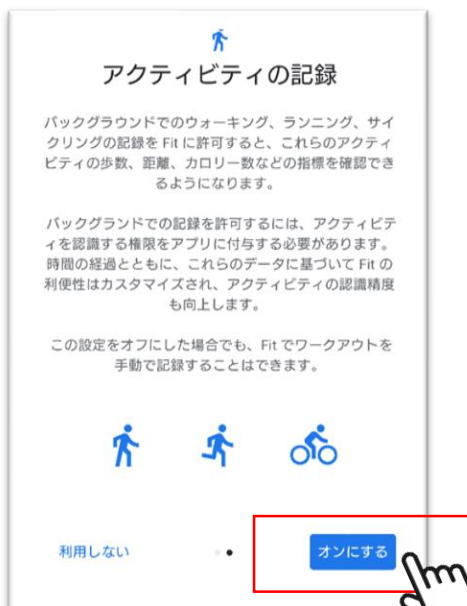 アクティビティの記録
バックグラウンドでのウォーキング、ランニング、サイ
クリングの記録を Fit に許可すると、これらのアクティ
ビティの歩数、距離、カロリー数などの指標を確認でき
るようになります。
バックグランドでの記録を許可するには、アクティビテ
ィを認識する権限をアプリに付与する必要があります。
時間の経過とともに、これらのデータに基づいて Fit の
利便性はカスタマイズされ、アクティビティの認識精度
も向上します。
この設定をオフにした場合でも、Fit でワークアウトを
手動で記録することはできます。
利用しない
オンにする